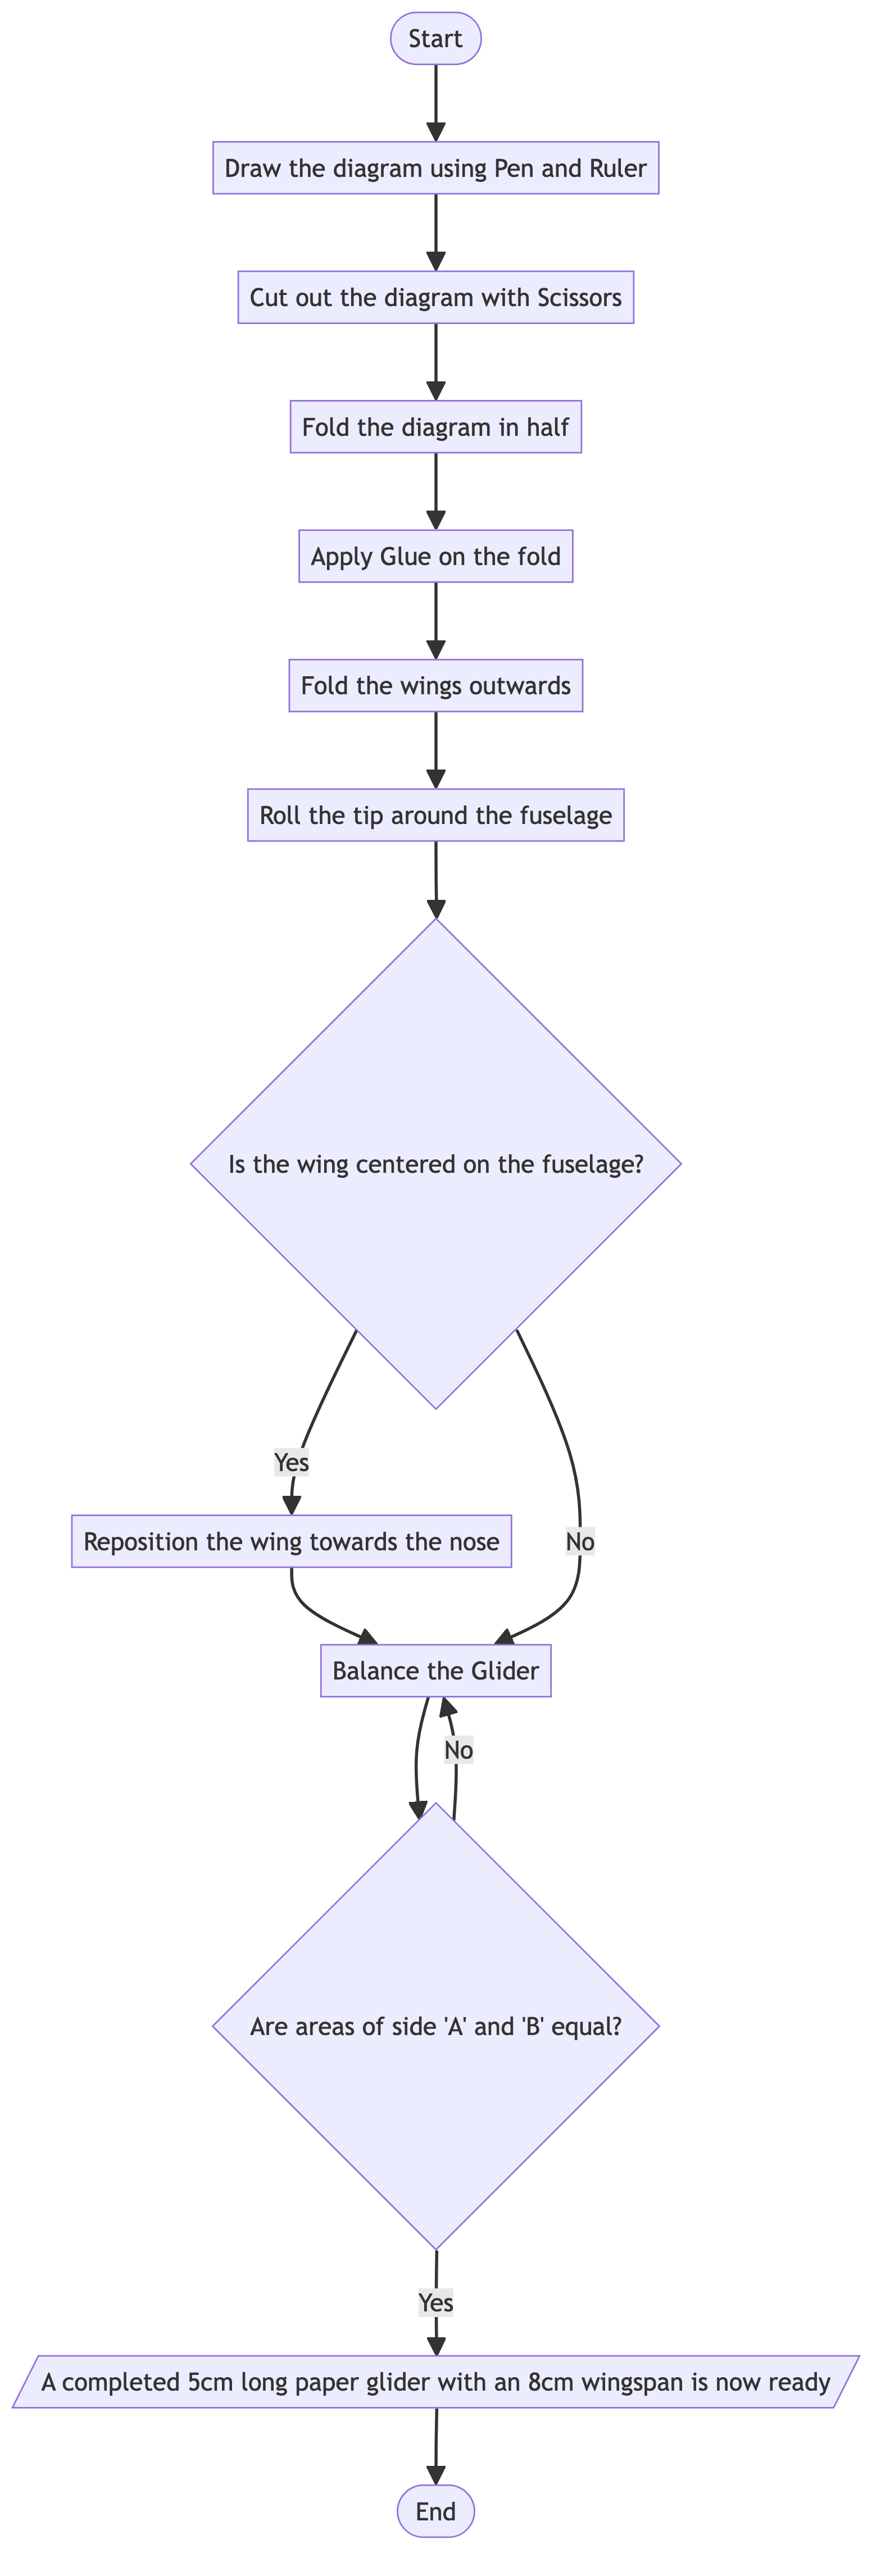 Start
Draw the diagram using Pen and Ruler
Cut out the diagram with Scissors
Fold the diagram in half
Apply Glue on the fold
Fold the wings outwards
Roll the tip around the fuselage
Is the wing centered on the fuselage?
Yes
Reposition the wing towards the nose
No
Balance the Glider
No
Are areas of side 'A' and 'B' equal?
Yes
A completed 5cm long paper glider with an 8cm wingspan is now ready
End